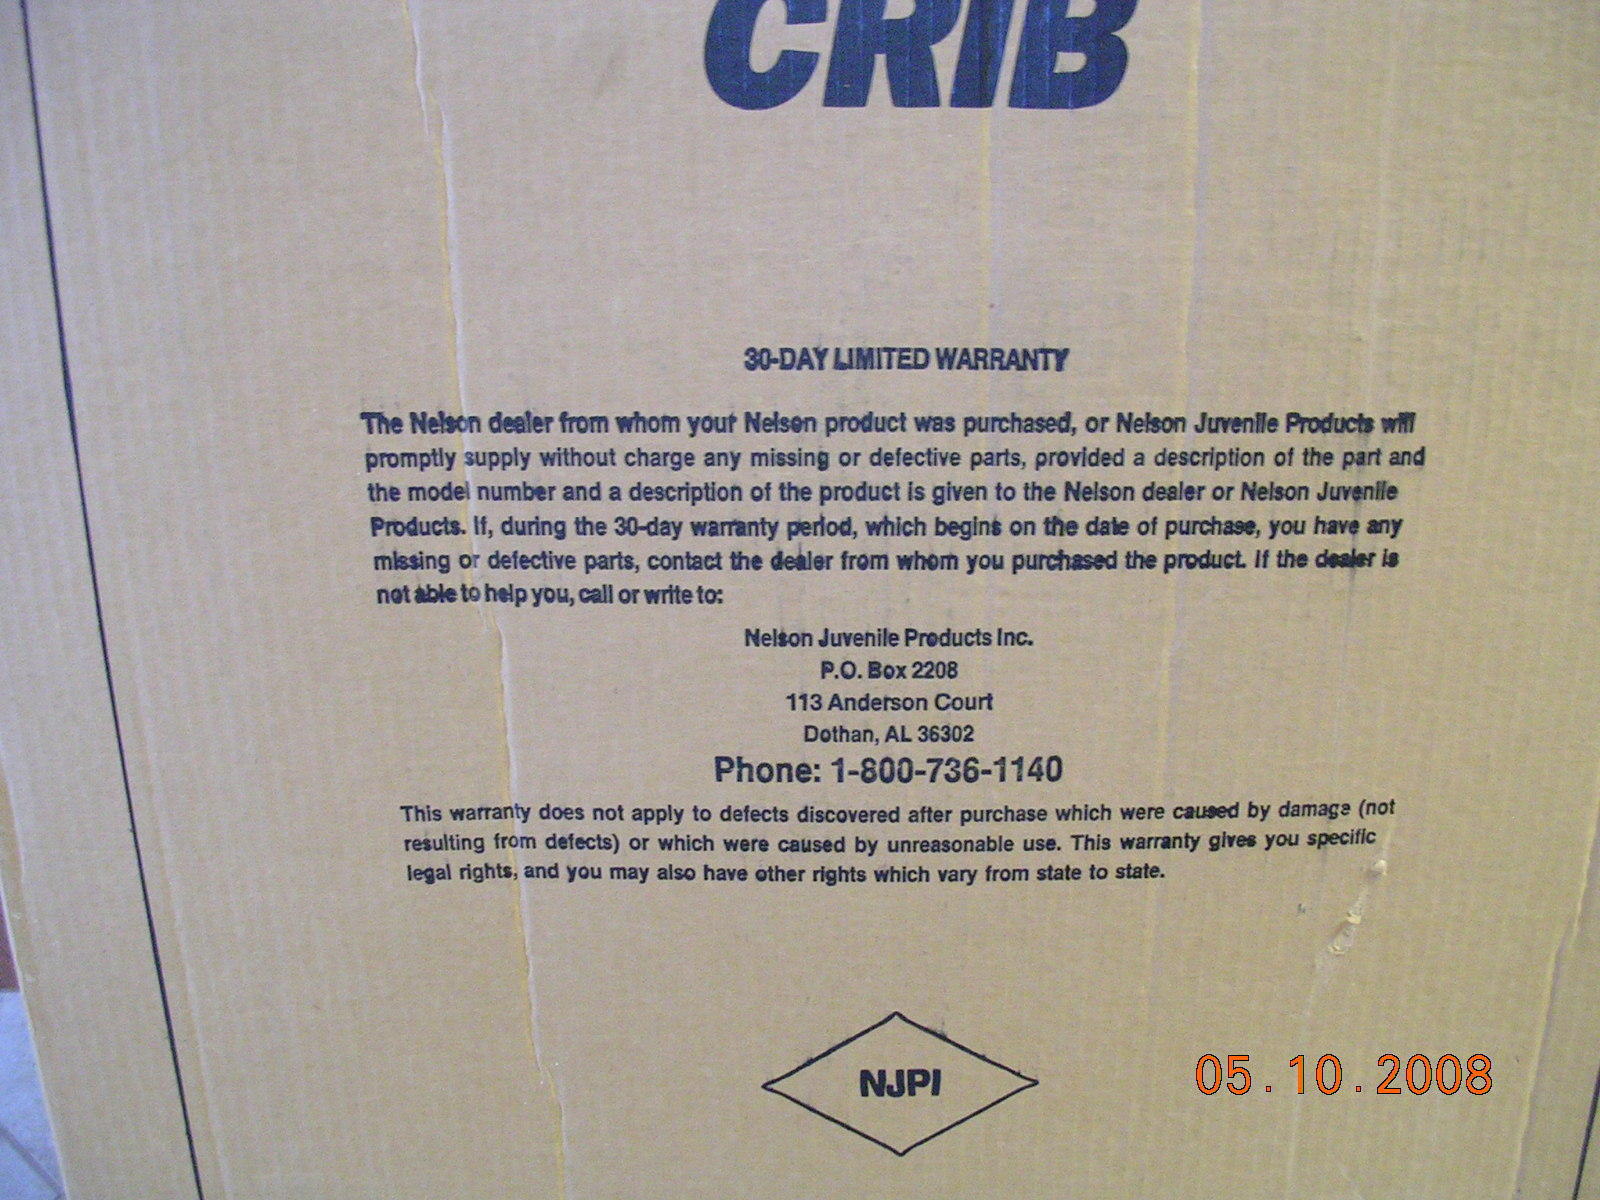 CRIB
30-DAY LIMITED WARRANTY
The Nelson dealer from whom your Nelson product was purchased, or Nelson Juvenile Products will
promptly supply without charge any missing or defective parts, provided a description of the part and
the model number and a description of the product is given to the Nelson dealer or Nelson Juvenile
Products. If, during the 30-day warranty period, which begins on the date of purchase, you have any
missing or defective parts, contact the dealer from whom you purchased the product. If the dealer is
not able to help you, call or write to:
Nelson Juvenile Products Inc.
P.O. Box 2208
113 Anderson Court
Dothan, AL 36302
Phone: 1-800-736-1140
This warranty does not apply to defects discovered after purchase which were caused by damage (not
resulting from defects) or which were caused by unreasonable use. This warranty gives you specific
legal rights, and you may also have other rights which vary from state to state.
NJPI
05.10.2008